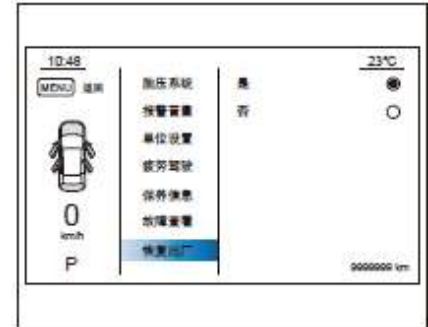 10:48
23℃
MENU 返回
胎压系统
报警音量
单位设置
疲劳驾驶
保养信息
故障查看
恢复出厂
是
否
0
km/h
P
9999999 km